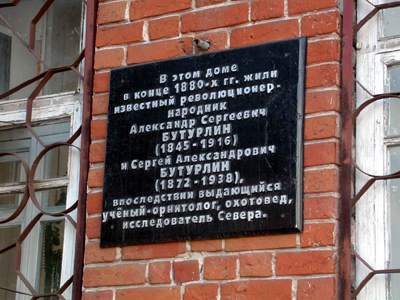 В этом доме
в конце 1880-х гг. жили
известный революционер-
народник
Александр Сергеевич
БУТУРЛИН
(1845-1916)
и Сергей Александрович
БУТУРЛИН
(1872-1938),
впоследствии выдающийся
учёный-орнитолог, охотовед,
исследователь Севера.